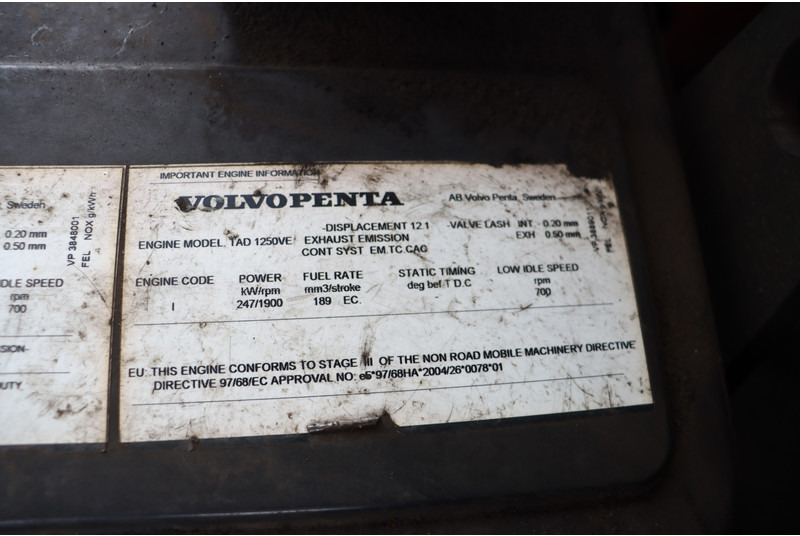 Sweden
0.20 mm
0.50 mm
VP 3848001
FEL NOX g/kWh
IDLE SPEED
rpm
700
SION-
DUTY
IMPORTANT ENGINE INFORMATION
VOLVO PENTA AB Volvo Penta, Sweden
-DISPLACEMENT 12.1 -VALVE LASH INT - 0.20 mm
ENGINE MODEL, TAD 1250VE EXHAUST EMISSION EXH 0.50 mm
CONT SYST EM.TC.CAC
ENGINE CODE POWER FUEL RATE STATIC TIMING LOW IDLE SPEED
kW/rpm mm3/stroke deg bef T D C rpm
I 247/1900 189 EC. 700
EU: THIS ENGINE CONFORMS TO STAGE III OF THE NON ROAD MOBILE MACHINERY DIRECTIVE
DIRECTIVE 97/68/EC APPROVAL NO: e5*97/68HA*2004/26*0078*01
FEL NOX